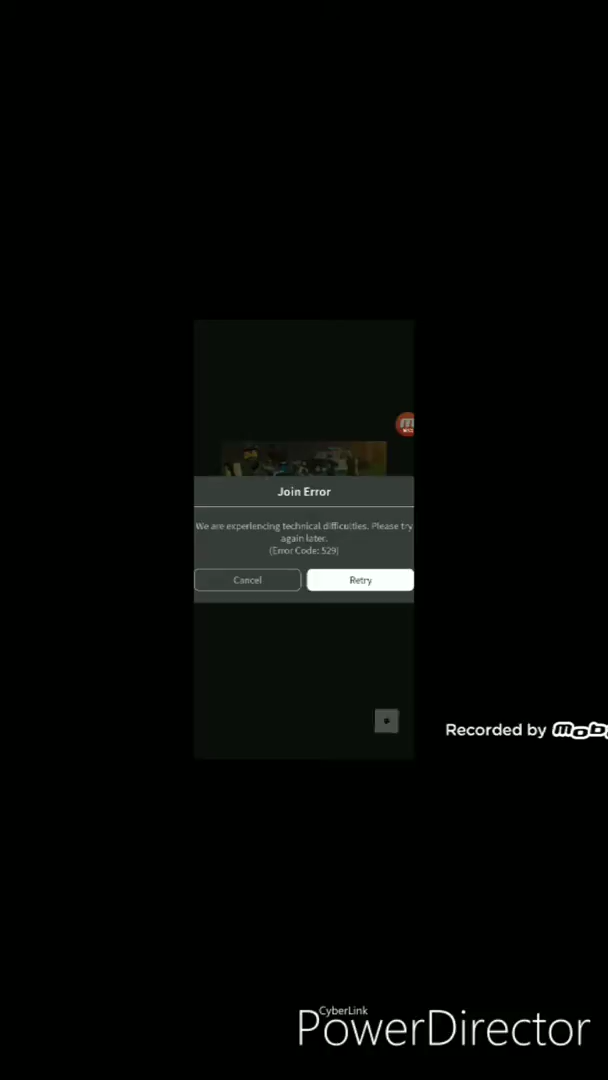 Join Error
We are experiencing technical difficulties. Please try
again later.
(Error Code: 529)
Cancel
Retry
Recorded by
CyberLink
PowerDirector